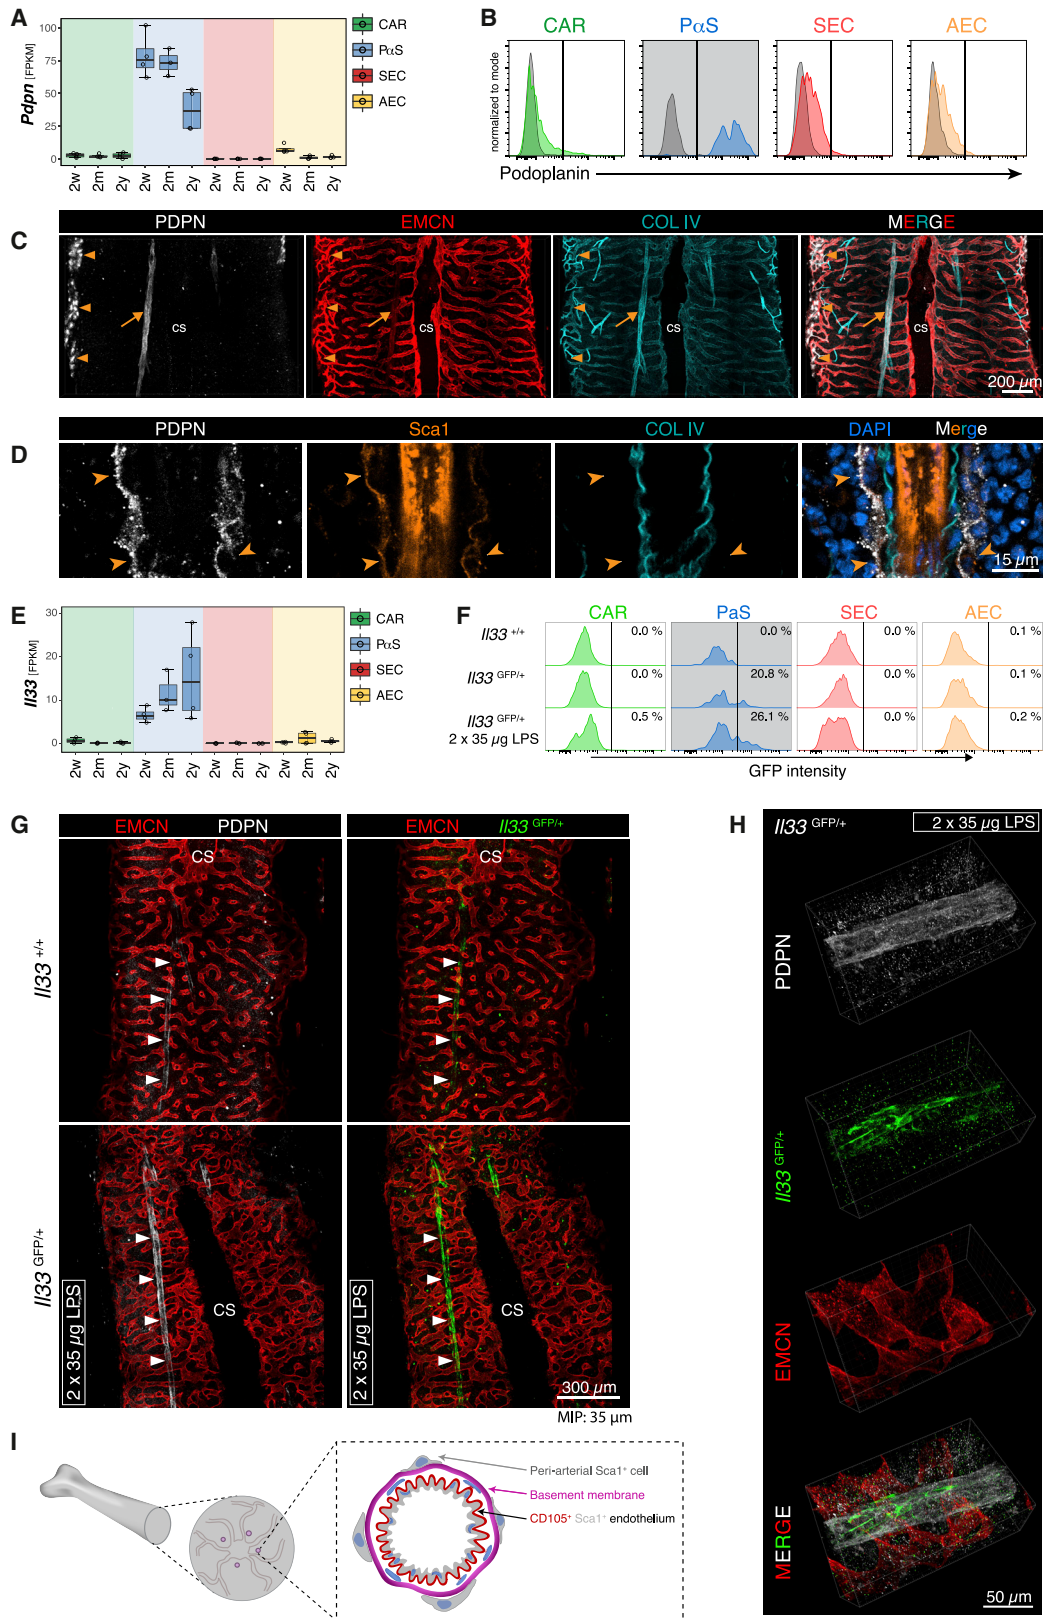 A
Pdpn [FPKM]
100
75
50
25
0
2w 2m 2y 2w 2m 2y 2w 2m 2y 2w 2m 2y
CAR
PαS
SEC
AEC
B
CAR PαS SEC AEC
normalized to mode
Podoplanin
C
PDPN EMCN COL IV MERGE
cs cs cs
200 µm
D
PDPN Sca1 COL IV DAPI Merge
15 µm
E
Il33 [FPKM]
30
20
10
0
2w 2m 2y 2w 2m 2y 2w 2m 2y 2w 2m 2y
CAR
PαS
SEC
AEC
F
CAR PaS SEC AEC
Il33 +/+ 0.0 % 0.0 % 0.0 % 0.1 %
Il33 GFP/+ 0.0 % 20.8 % 0.0 % 0.1 %
Il33 GFP/+
2 x 35 µg LPS 0.5 % 26.1 % 0.0 % 0.2 %
GFP intensity
G
EMCN PDPN EMCN Il33 GFP/+
Il33 +/+
CS CS
Il33 GFP/+
2 x 35 µg LPS
CS
2 x 35 µg LPS
CS
300 µm
MIP: 35 µm
H
Il33 GFP/+ 2 x 35 µg LPS
PDPN
Il33 GFP/+
EMCN
MERGE
50 µm
I
Peri-arterial Sca1+ cell
Basement membrane
CD105+ Sca1+ endothelium